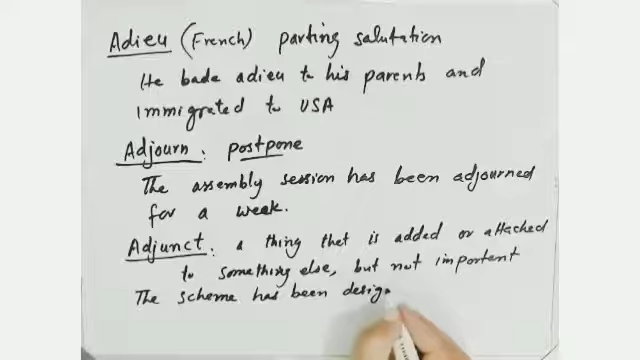 Adieu (French) parting salutation
He bade adieu to his parents and
immigrated to USA
Adjourn: postpone
The assembly session has been adjourned
for a week.
Adjunct: a thing that is added or attached
to something else, but not important
The scheme has been desig